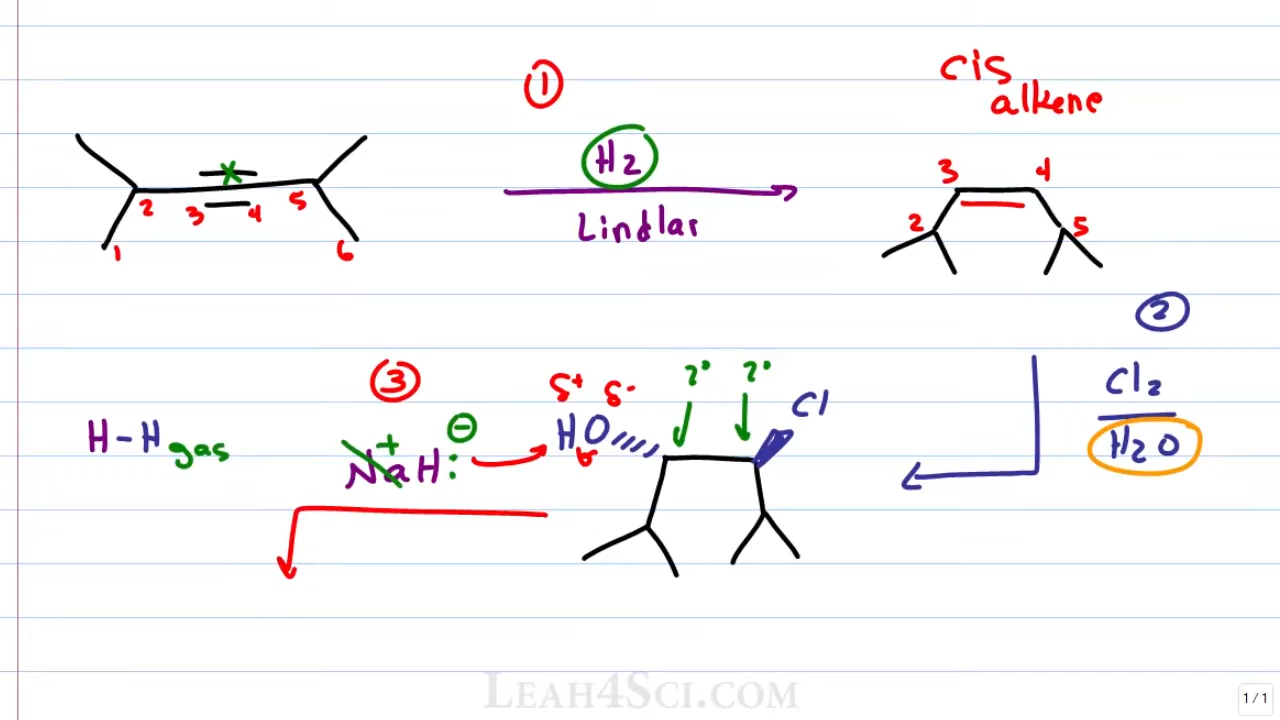 1
cis
alkene
H2
Lindlar
2 3 4 5
1 6
3 4
2 5
2
3
δ+ δ- 2° 2°
Cl
Cl2
H - H gas
Na+ H: ⊖
HO
H2O
LEAH4SCI.COM
1 / 1